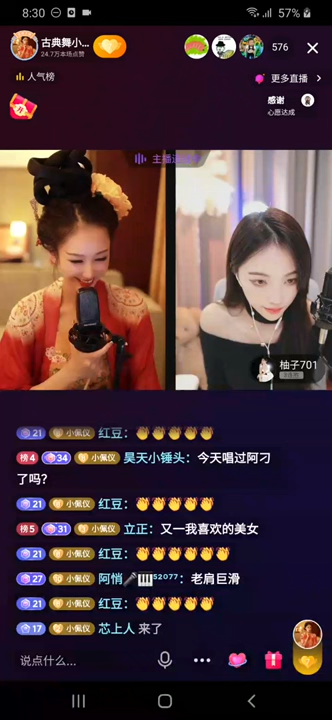 8:30
57%
古典舞小...
24.7万本场点赞
576
人气榜
更多直播
感谢
心愿达成
主播连线中
柚子701
21 小佩仪 红豆：👏👏👏👏👏
榜4 34 小佩仪 昊天小锤头：今天唱过阿刁
了吗?
21 小佩仪 红豆：👏👏👏👏👏
榜5 31 小佩仪 立正：又一我喜欢的美女
21 小佩仪 红豆：👏👏👏👏👏👏
27 小佩仪 阿悄🎤🎹⁵²⁰⁷⁷：老肩巨滑
21 小佩仪 红豆：👏👏👏👏👏
17 小佩仪 芯上人 来了
说点什么...